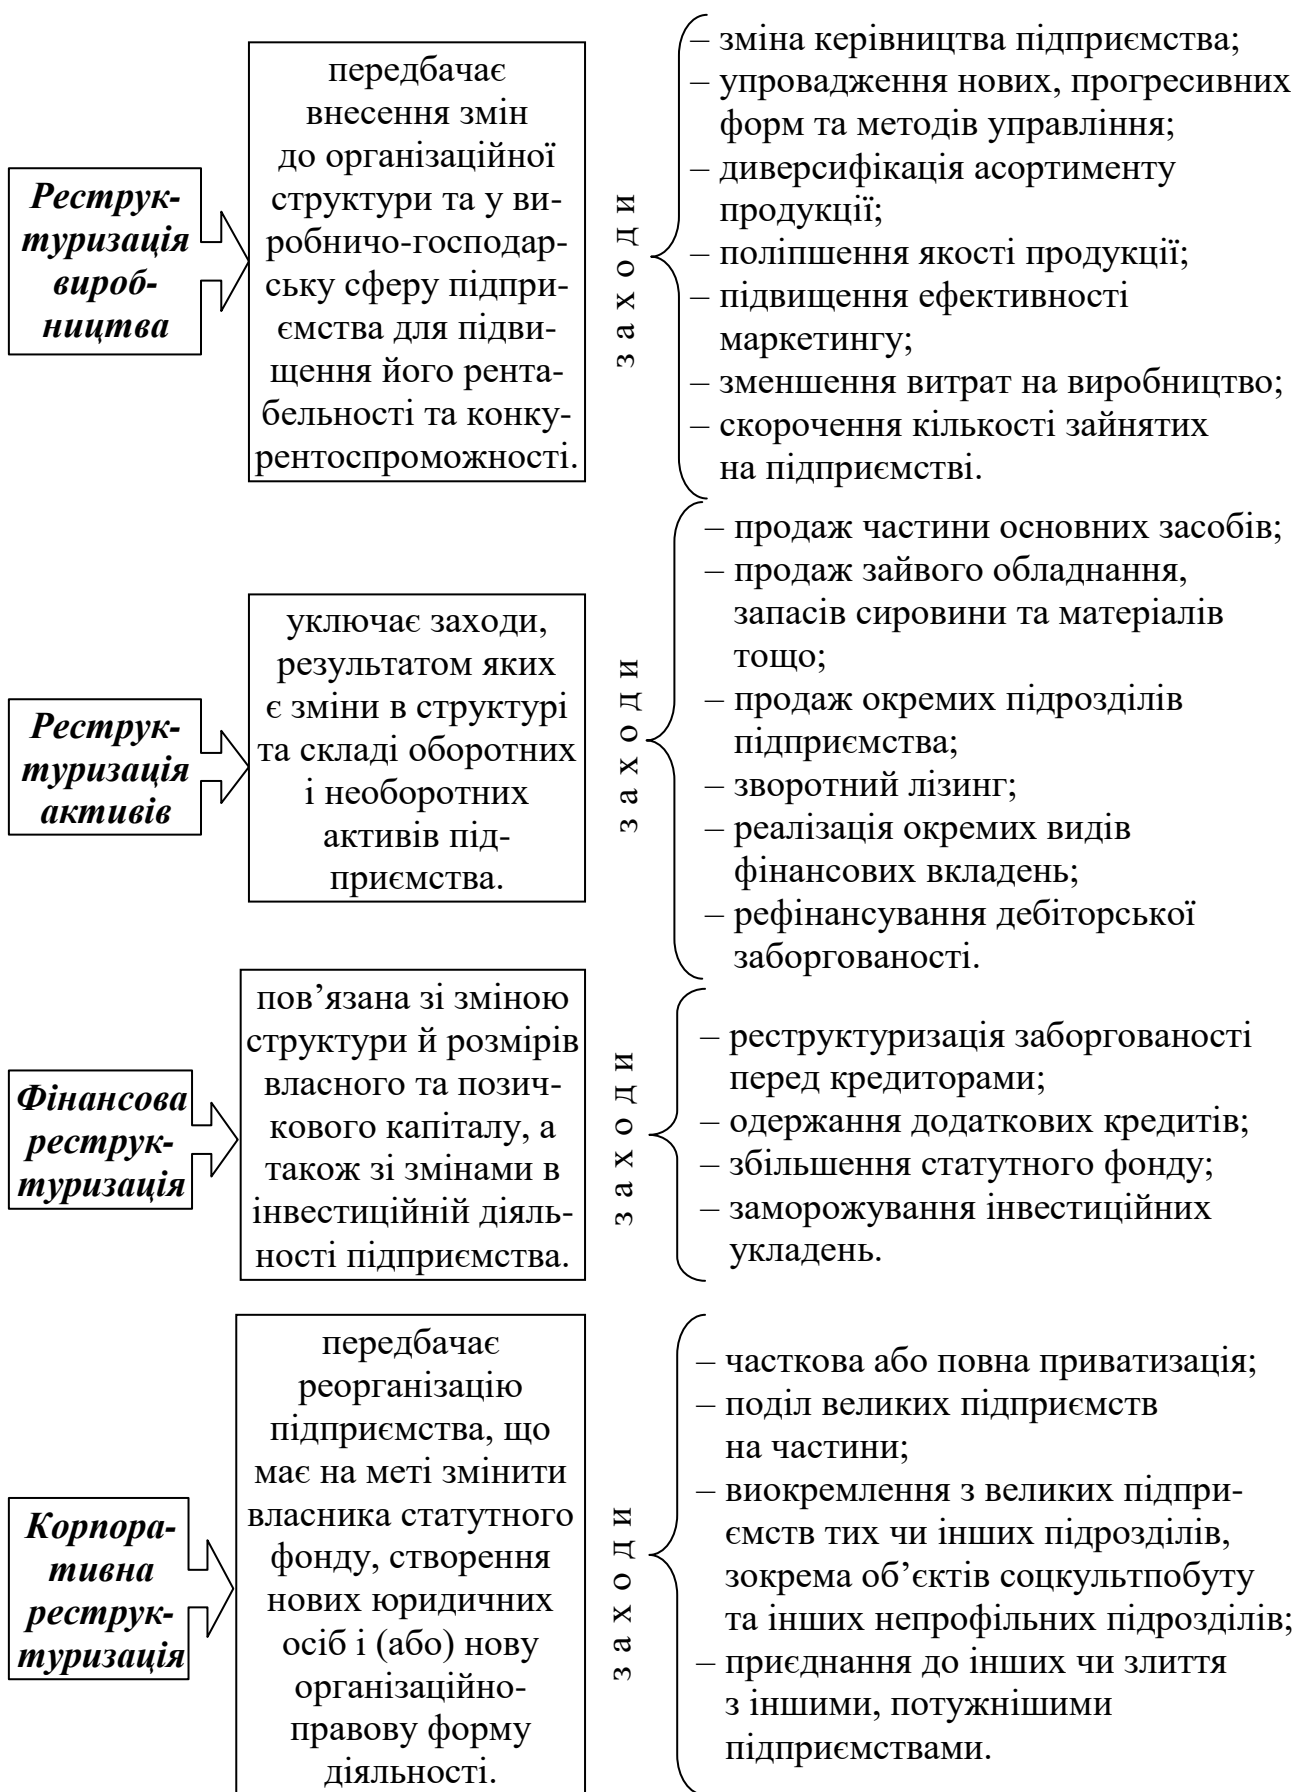 Реструк-
туризація
вироб-
ництва
передбачає
внесення змін
до організаційної
структури та у ви-
робничо-господар-
ську сферу підпри-
ємства для підви-
щення його рента-
бельності та конку-
рентоспроможності.
заходи
– зміна керівництва підприємства;
– упровадження нових, прогресивних
форм та методів управління;
– диверсифікація асортименту
продукції;
– поліпшення якості продукції;
– підвищення ефективності
маркетингу;
– зменшення витрат на виробництво;
– скорочення кількості зайнятих
на підприємстві.
Реструк-
туризація
активів
уключає заходи,
результатом яких
є зміни в структурі
та складі оборотних
і необоротних
активів під-
приємства.
заходи
– продаж частини основних засобів;
– продаж зайвого обладнання,
запасів сировини та матеріалів
тощо;
– продаж окремих підрозділів
підприємства;
– зворотний лізинг;
– реалізація окремих видів
фінансових вкладень;
– рефінансування дебіторської
заборгованості.
Фінансова
реструк-
туризація
пов’язана зі зміною
структури й розмірів
власного та позич-
кового капіталу, а
також зі змінами в
інвестиційній діяль-
ності підприємства.
заходи
– реструктуризація заборгованості
перед кредиторами;
– одержання додаткових кредитів;
– збільшення статутного фонду;
– заморожування інвестиційних
укладень.
Корпора-
тивна
реструк-
туризація
передбачає
реорганізацію
підприємства, що
має на меті змінити
власника статутного
фонду, створення
нових юридичних
осіб і (або) нову
організаційно-
правову форму
діяльності.
заходи
– часткова або повна приватизація;
– поділ великих підприємств
на частини;
– виокремлення з великих підпри-
ємств тих чи інших підрозділів,
зокрема об’єктів соцкультпобуту
та інших непрофільних підрозділів;
– приєднання до інших чи злиття
з іншими, потужнішими
підприємствами.